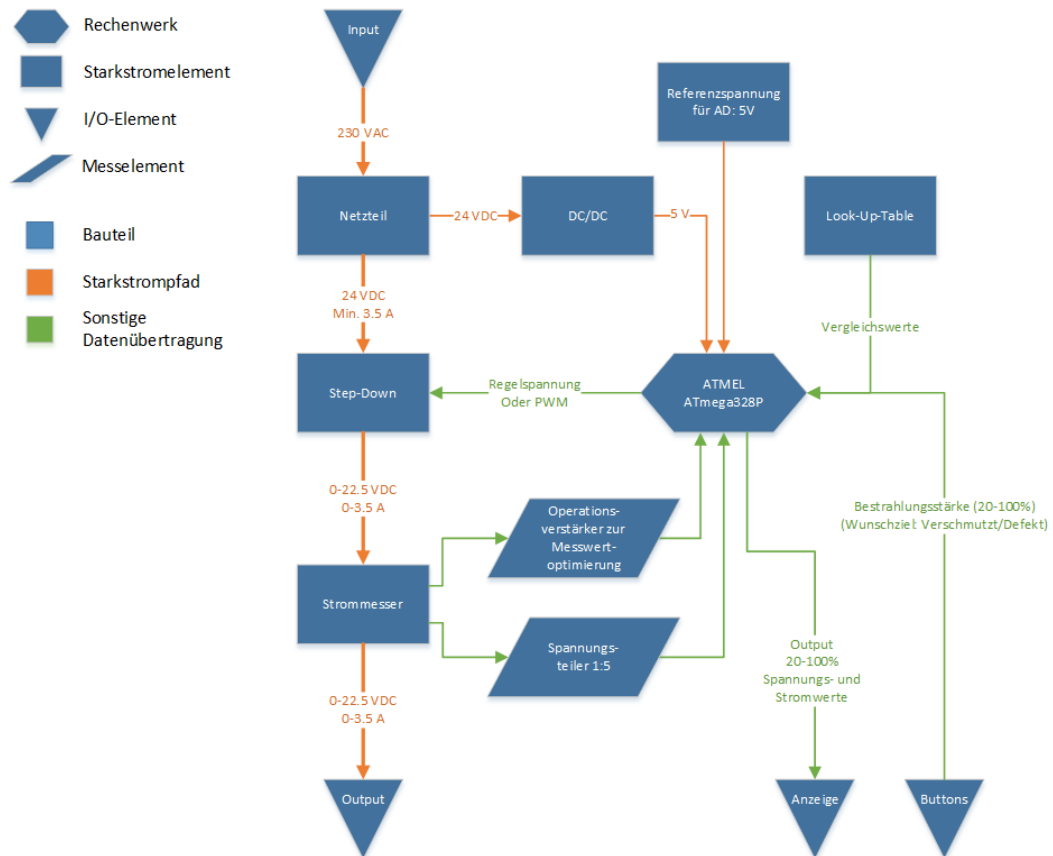 Rechenwerk
Starkstromelement
I/O-Element
Messelement
Bauteil
Starkstrompfad
Sonstige
Datenübertragung
Input
230 VAC
Referenzspannung
für AD: 5V
Netzteil
24 VDC
DC/DC
5 V
Look-Up-Table
24 VDC
Min. 3.5 A
Vergleichswerte
Step-Down
Regelspannung
Oder PWM
ATMEL
ATmega328P
0-22.5 VDC
0-3.5 A
Operations-
verstärker zur
Messwert-
optimierung
Bestrahlungsstärke (20-100%)
(Wunschziel: Verschmutzt/Defekt)
Strommesser
Spannungs-
teiler 1:5
Output
20-100%
Spannungs- und
Stromwerte
0-22.5 VDC
0-3.5 A
Output
Anzeige
Buttons